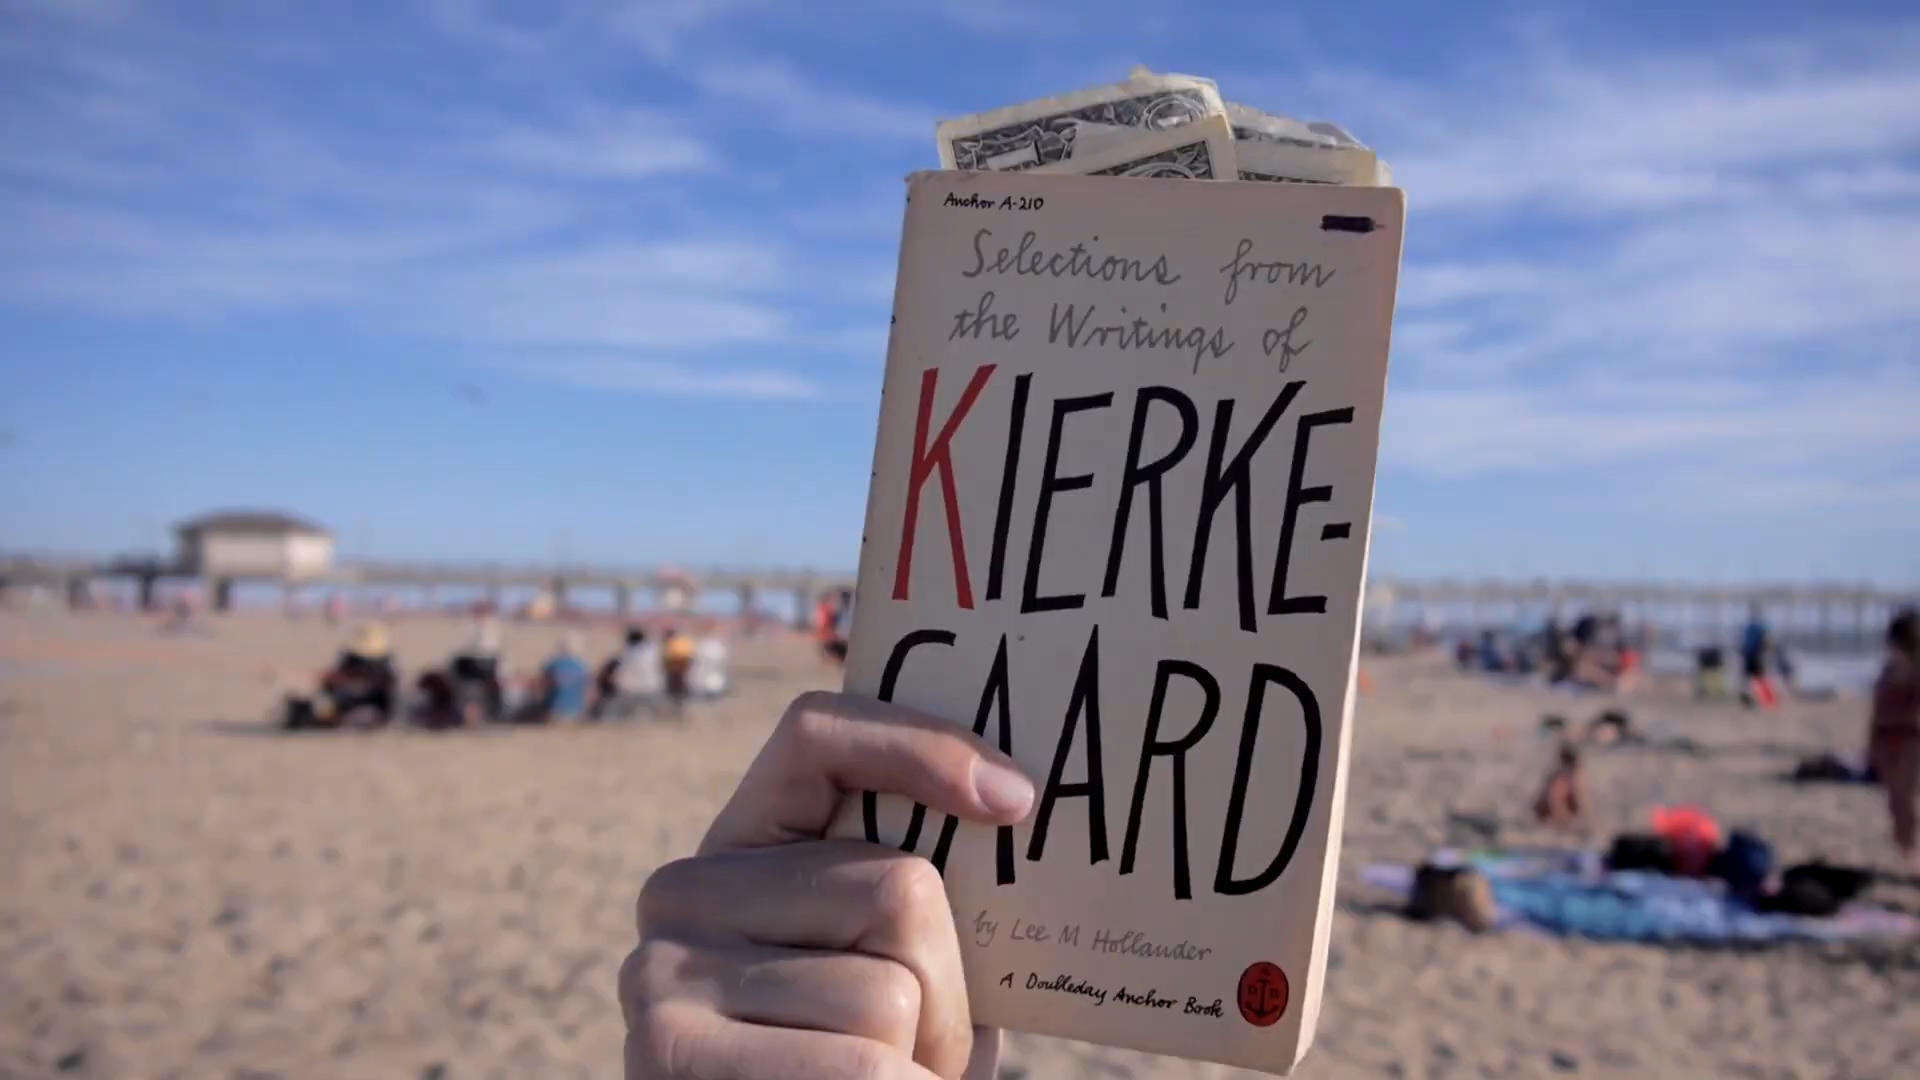 Anchor A-210
Selections from
the Writings of
KIERKE-
GAARD
by Lee M Hollander
A Doubleday Anchor Book